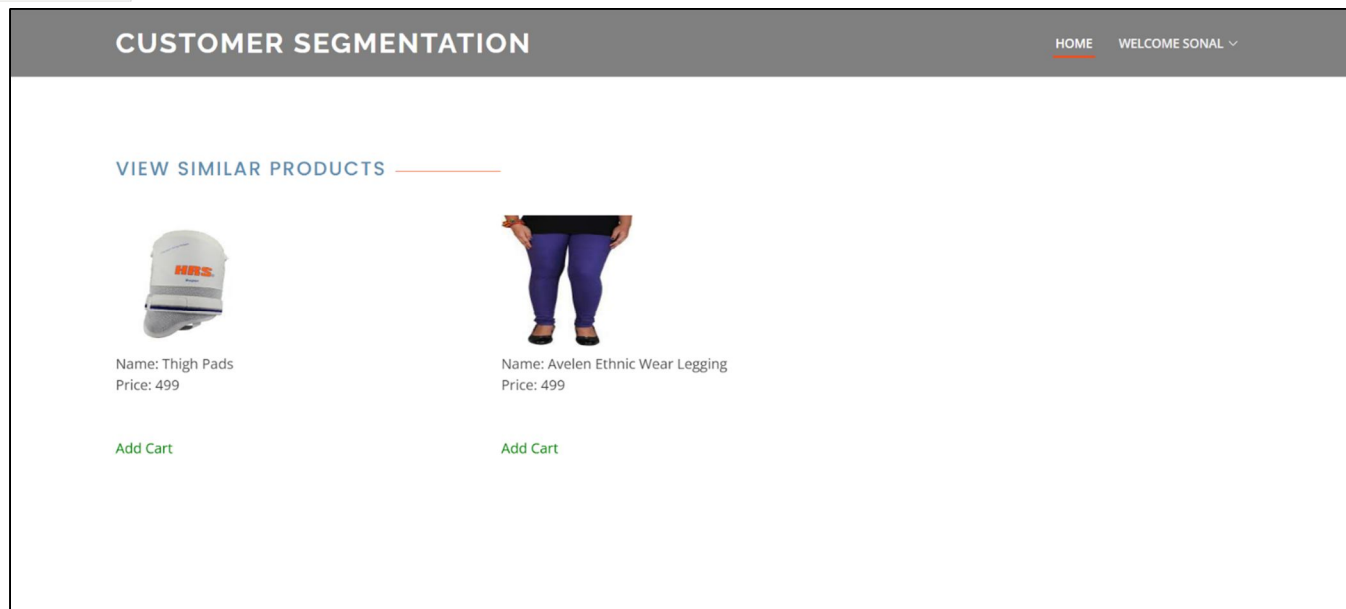 CUSTOMER SEGMENTATION
HOME WELCOME SONAL
VIEW SIMILAR PRODUCTS
HRS
Name: Thigh Pads
Price: 499
Add Cart
Name: Avelen Ethnic Wear Legging
Price: 499
Add Cart